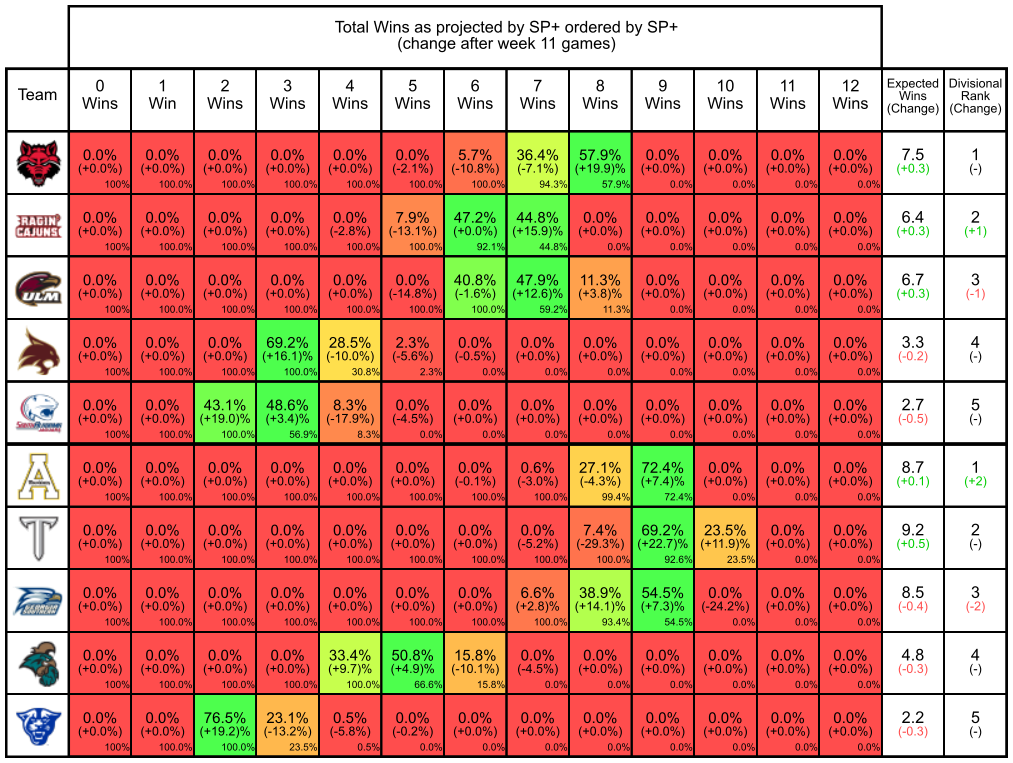 Total Wins as projected by SP+ ordered by SP+
(change after week 11 games)
Team 0 Wins 1 Win 2 Wins 3 Wins 4 Wins 5 Wins 6 Wins 7 Wins 8 Wins 9 Wins 10 Wins 11 Wins 12 Wins Expected Wins (Change) Divisional Rank (Change)
0.0% 0.0% 0.0% 0.0% 0.0% 0.0% 5.7% 36.4% 57.9% 0.0% 0.0% 0.0% 0.0% 7.5 1
(+0.0%) (+0.0%) (+0.0%) (+0.0%) (+0.0%) (-2.1%) (-10.8%) (-7.1%) (+19.9)% (+0.0%) (+0.0%) (+0.0%) (+0.0%) (+0.3) (-)
100% 100.0% 100.0% 100.0% 100.0% 100.0% 100.0% 94.3% 57.9% 0.0% 0.0% 0.0% 0.0%
RAGIN' CAJUNS
0.0% 0.0% 0.0% 0.0% 0.0% 7.9% 47.2% 44.8% 0.0% 0.0% 0.0% 0.0% 0.0% 6.4 2
(+0.0%) (+0.0%) (+0.0%) (+0.0%) (-2.8%) (-13.1%) (+0.0%) (+15.9)% (+0.0%) (+0.0%) (+0.0%) (+0.0%) (+0.0%) (+0.3) (+1)
100% 100.0% 100.0% 100.0% 100.0% 100.0% 92.1% 44.8% 0.0% 0.0% 0.0% 0.0% 0.0%
ULM
0.0% 0.0% 0.0% 0.0% 0.0% 0.0% 40.8% 47.9% 11.3% 0.0% 0.0% 0.0% 0.0% 6.7 3
(+0.0%) (+0.0%) (+0.0%) (+0.0%) (+0.0%) (-14.8%) (-1.6%) (+12.6)% (+3.8)% (+0.0%) (+0.0%) (+0.0%) (+0.0%) (+0.3) (-1)
100% 100.0% 100.0% 100.0% 100.0% 100.0% 100.0% 59.2% 11.3% 0.0% 0.0% 0.0% 0.0%
0.0% 0.0% 0.0% 69.2% 28.5% 2.3% 0.0% 0.0% 0.0% 0.0% 0.0% 0.0% 0.0% 3.3 4
(+0.0%) (+0.0%) (+0.0%) (+16.1)% (-10.0%) (-5.6%) (-0.5%) (+0.0%) (+0.0%) (+0.0%) (+0.0%) (+0.0%) (+0.0%) (-0.2) (-)
100% 100.0% 100.0% 100.0% 30.8% 2.3% 0.0% 0.0% 0.0% 0.0% 0.0% 0.0% 0.0%
0.0% 0.0% 43.1% 48.6% 8.3% 0.0% 0.0% 0.0% 0.0% 0.0% 0.0% 0.0% 0.0% 2.7 5
(+0.0%) (+0.0%) (+19.0)% (+3.4)% (-17.9%) (-4.5%) (+0.0%) (+0.0%) (+0.0%) (+0.0%) (+0.0%) (+0.0%) (+0.0%) (-0.5) (-)
100% 100.0% 100.0% 56.9% 8.3% 0.0% 0.0% 0.0% 0.0% 0.0% 0.0% 0.0% 0.0%
0.0% 0.0% 0.0% 0.0% 0.0% 0.0% 0.0% 0.6% 27.1% 72.4% 0.0% 0.0% 0.0% 8.7 1
(+0.0%) (+0.0%) (+0.0%) (+0.0%) (+0.0%) (+0.0%) (-0.1%) (-3.0%) (-4.3%) (+7.4)% (+0.0%) (+0.0%) (+0.0%) (+0.1) (+2)
100% 100.0% 100.0% 100.0% 100.0% 100.0% 100.0% 100.0% 99.4% 72.4% 0.0% 0.0% 0.0%
0.0% 0.0% 0.0% 0.0% 0.0% 0.0% 0.0% 0.0% 7.4% 69.2% 23.5% 0.0% 0.0% 9.2 2
(+0.0%) (+0.0%) (+0.0%) (+0.0%) (+0.0%) (+0.0%) (+0.0%) (-5.2%) (-29.3%) (+22.7)% (+11.9)% (+0.0%) (+0.0%) (+0.5) (-)
100% 100.0% 100.0% 100.0% 100.0% 100.0% 100.0% 100.0% 100.0% 92.6% 23.5% 0.0% 0.0%
0.0% 0.0% 0.0% 0.0% 0.0% 0.0% 0.0% 6.6% 38.9% 54.5% 0.0% 0.0% 0.0% 8.5 3
(+0.0%) (+0.0%) (+0.0%) (+0.0%) (+0.0%) (+0.0%) (+0.0%) (+2.8)% (+14.1)% (+7.3)% (-24.2%) (+0.0%) (+0.0%) (-0.4) (-2)
100% 100.0% 100.0% 100.0% 100.0% 100.0% 100.0% 100.0% 93.4% 54.5% 0.0% 0.0% 0.0%
0.0% 0.0% 0.0% 0.0% 33.4% 50.8% 15.8% 0.0% 0.0% 0.0% 0.0% 0.0% 0.0% 4.8 4
(+0.0%) (+0.0%) (+0.0%) (+0.0%) (+9.7)% (+4.9)% (-10.1%) (-4.5%) (+0.0%) (+0.0%) (+0.0%) (+0.0%) (+0.0%) (-0.3) (-)
100% 100.0% 100.0% 100.0% 100.0% 66.6% 15.8% 0.0% 0.0% 0.0% 0.0% 0.0% 0.0%
0.0% 0.0% 76.5% 23.1% 0.5% 0.0% 0.0% 0.0% 0.0% 0.0% 0.0% 0.0% 0.0% 2.2 5
(+0.0%) (+0.0%) (+19.2)% (-13.2%) (-5.8%) (-0.2%) (+0.0%) (+0.0%) (+0.0%) (+0.0%) (+0.0%) (+0.0%) (+0.0%) (-0.3) (-)
100% 100.0% 100.0% 23.5% 0.5% 0.0% 0.0% 0.0% 0.0% 0.0% 0.0% 0.0% 0.0%